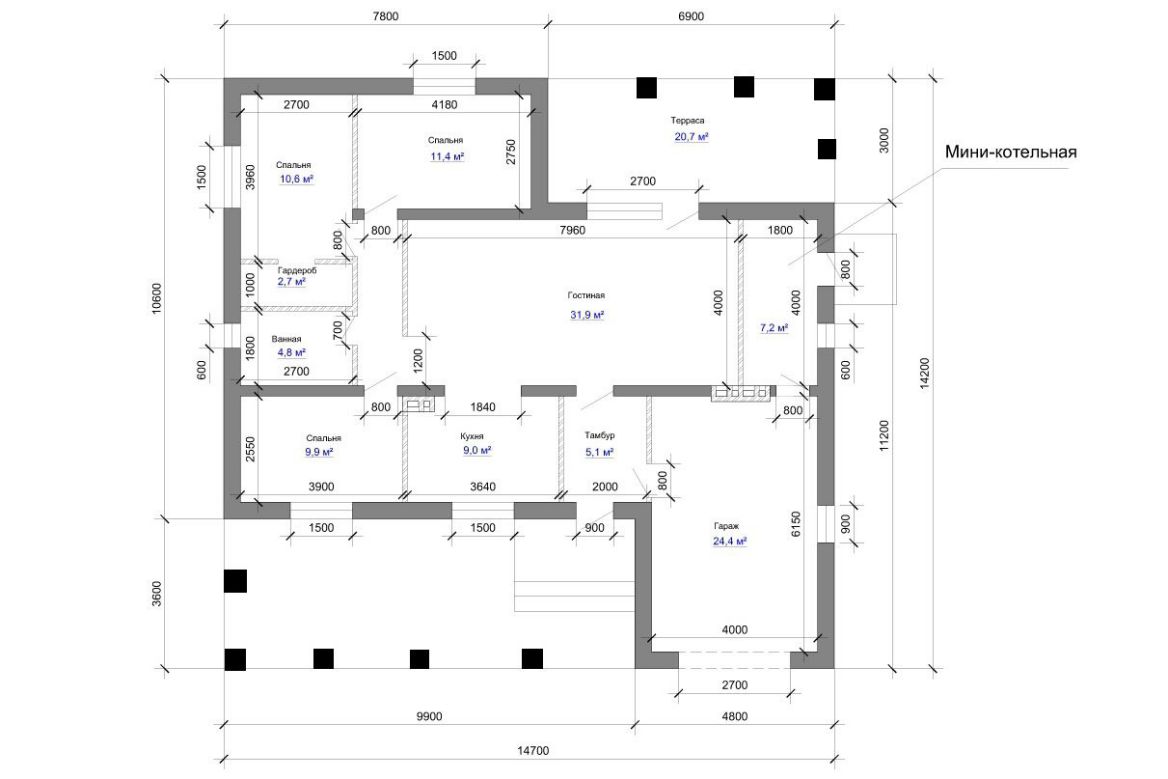 7800
6900
1500
2700
4180
Терраса
20,7 м²
Спальня
11,4 м²
2750
3000
Мини-котельная
Спальня
10,6 м²
3960
1500
2700
800
800
7960
1800
800
Гардероб
2,7 м²
1000
Гостиная
31,9 м²
4000
4000
7,2 м²
10600
Ванная
4,8 м²
700
1800
600
1200
600
14200
2700
800
1840
800
11200
2550
Спальня
9,9 м²
Кухня
9,0 м²
Тамбур
5,1 м²
800
3900
3640
2000
1500
1500
900
Гараж
24,4 м²
6150
900
3600
4000
2700
9900
4800
14700